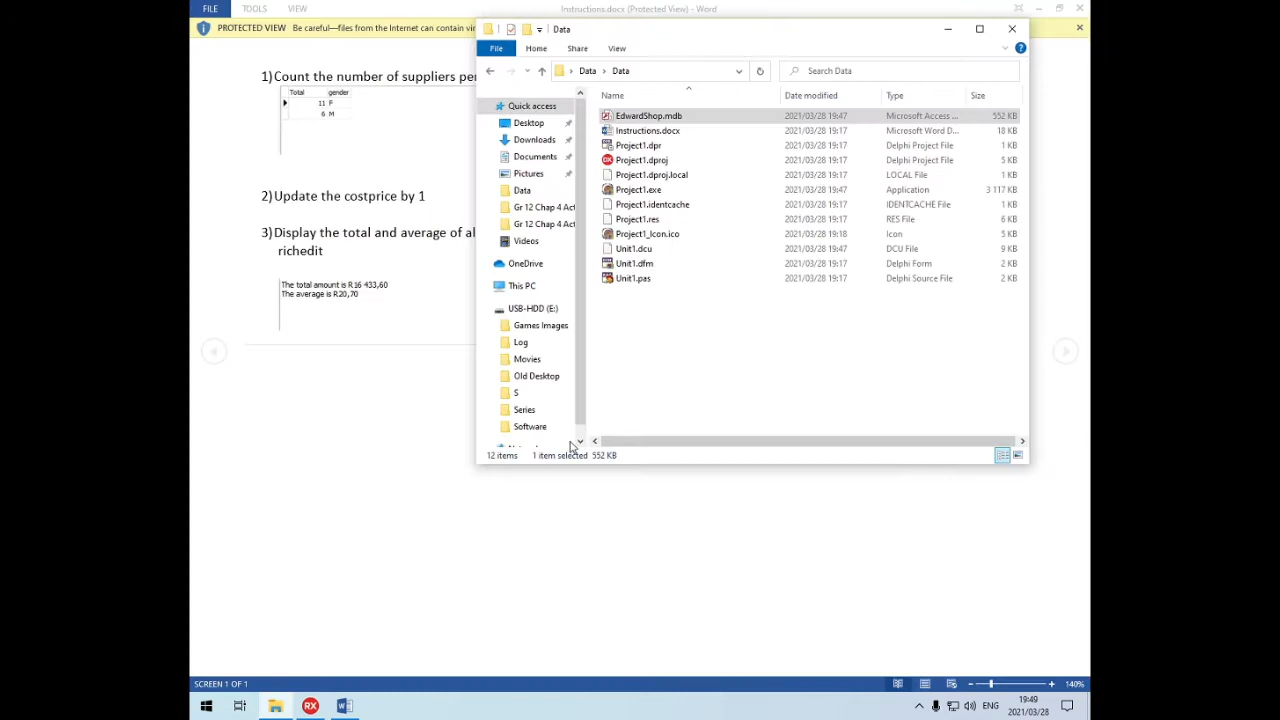 Instructions.docx (Protected View) - Word
FILE TOOLS VIEW
PROTECTED VIEW Be careful—files from the Internet can contain
1) Count the number of suppliers
Total gender
11 F
6 M
2) Update the costprice by 1
3) Display the total and average of
richedit
The total amount is R16 433,60
The average is R20,70
Data
File Home Share View
Data > Data
Search Data
Name Date modified Type Size
Quick access
Desktop
Downloads
Documents
Pictures
Data
Gr 12 Chap 4
Gr 12 Chap 4
Videos
OneDrive
This PC
USB-HDD (E:)
Games Images
Log
Movies
Old Desktop
S
Series
Software
EdwardShop.mdb 2021/03/28 19:47 Microsoft Access ... 552 KB
Instructions.docx 2021/03/28 19:17 Microsoft Word D... 18 KB
Project1.dpr 2021/03/28 19:17 Delphi Project File 1 KB
Project1.dproj 2021/03/28 19:17 Delphi Project File 5 KB
Project1.dproj.local 2021/03/28 19:17 LOCAL File 1 KB
Project1.exe 2021/03/28 19:47 Application 3 117 KB
Project1.identcache 2021/03/28 19:17 IDENTCACHE File 1 KB
Project1.res 2021/03/28 19:17 RES File 6 KB
Project1_Icon.ico 2021/03/28 19:18 Icon 5 KB
Unit1.dcu 2021/03/28 19:47 DCU File 9 KB
Unit1.dfm 2021/03/28 19:17 Delphi Form 2 KB
Unit1.pas 2021/03/28 19:17 Delphi Source File 2 KB
12 items 1 item selected 552 KB
SCREEN 1 OF 1
140%
RX
ENG
19:49
2021/03/28